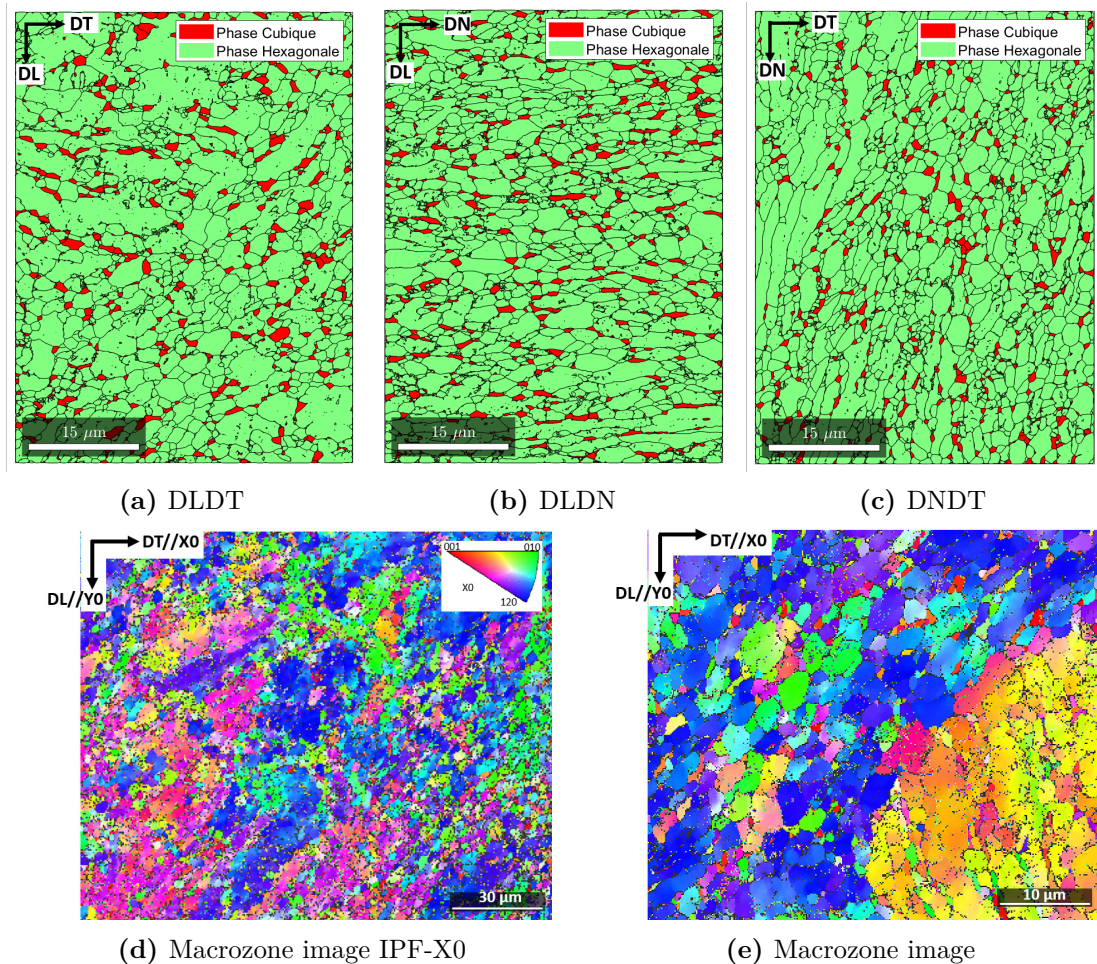 DT
DL
Phase Cubique
Phase Hexagonale
15 μm
DN
DL
Phase Cubique
Phase Hexagonale
15 μm
DT
DN
Phase Cubique
Phase Hexagonale
15 μm
(a) DLDT
(b) DLDN
(c) DNDT
DT//X0
DL//Y0
001
010
X0
120
30 μm
DT//X0
DL//Y0
10 μm
(d) Macrozone image IPF-X0
(e) Macrozone image